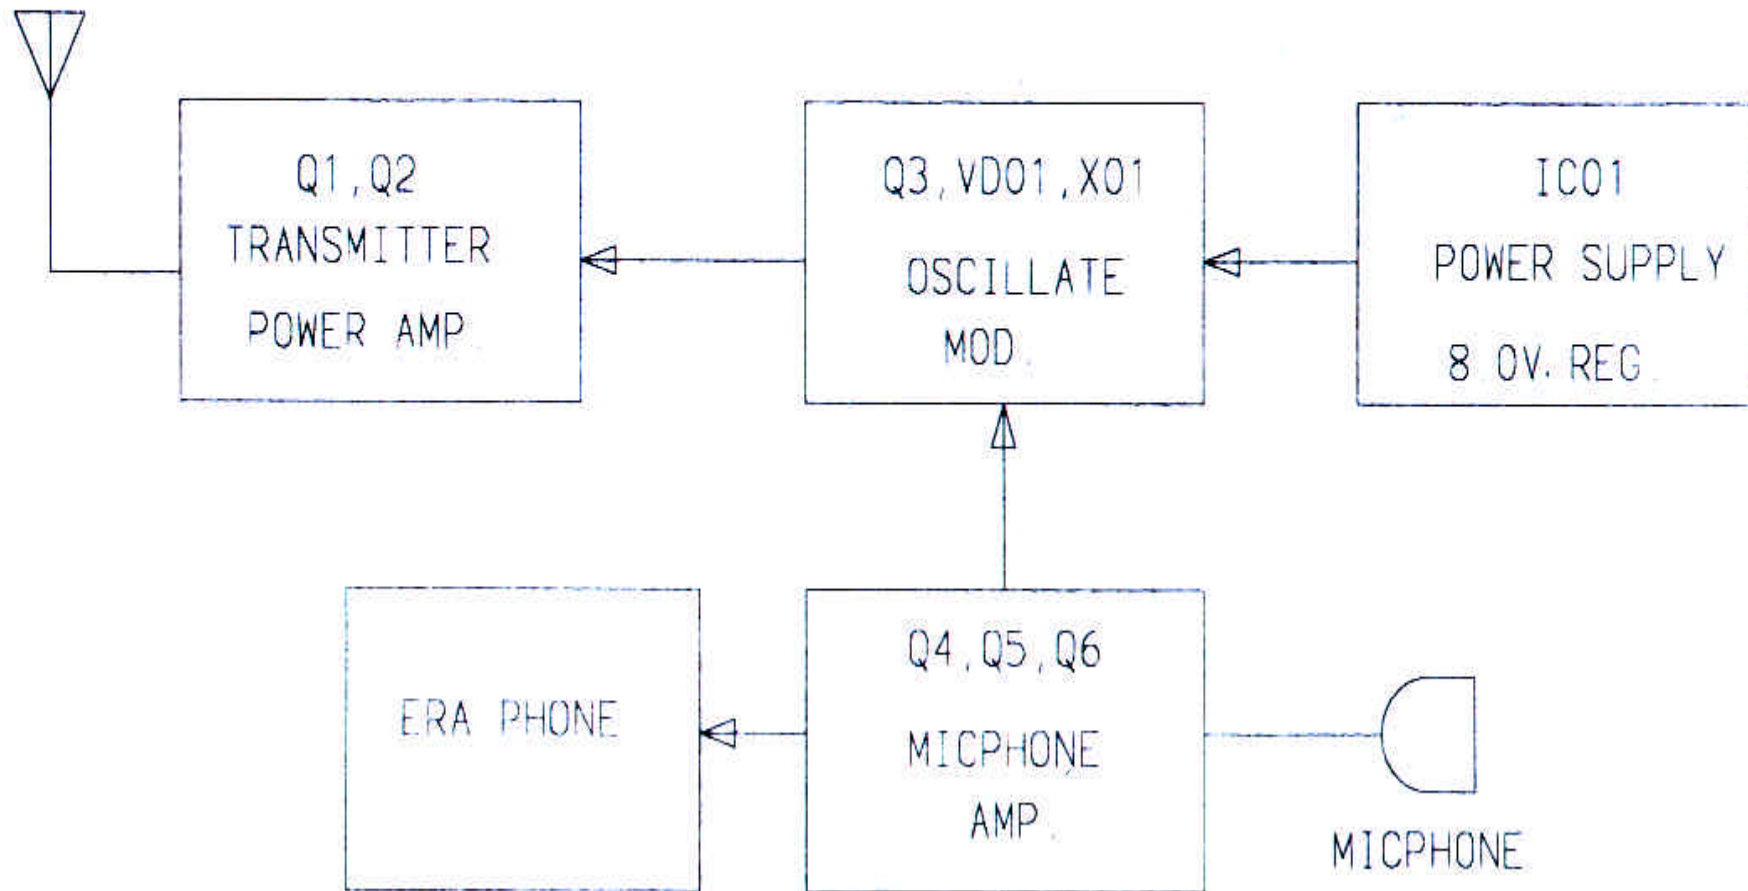 Q1,Q2
TRANSMITTER
POWER AMP.
Q3,VD01,X01
OSCILLATE
MOD.
IC01
POWER SUPPLY
8 0V. REG.
ERA PHONE
Q4,Q5,Q6
MICPHONE
AMP.
MICPHONE